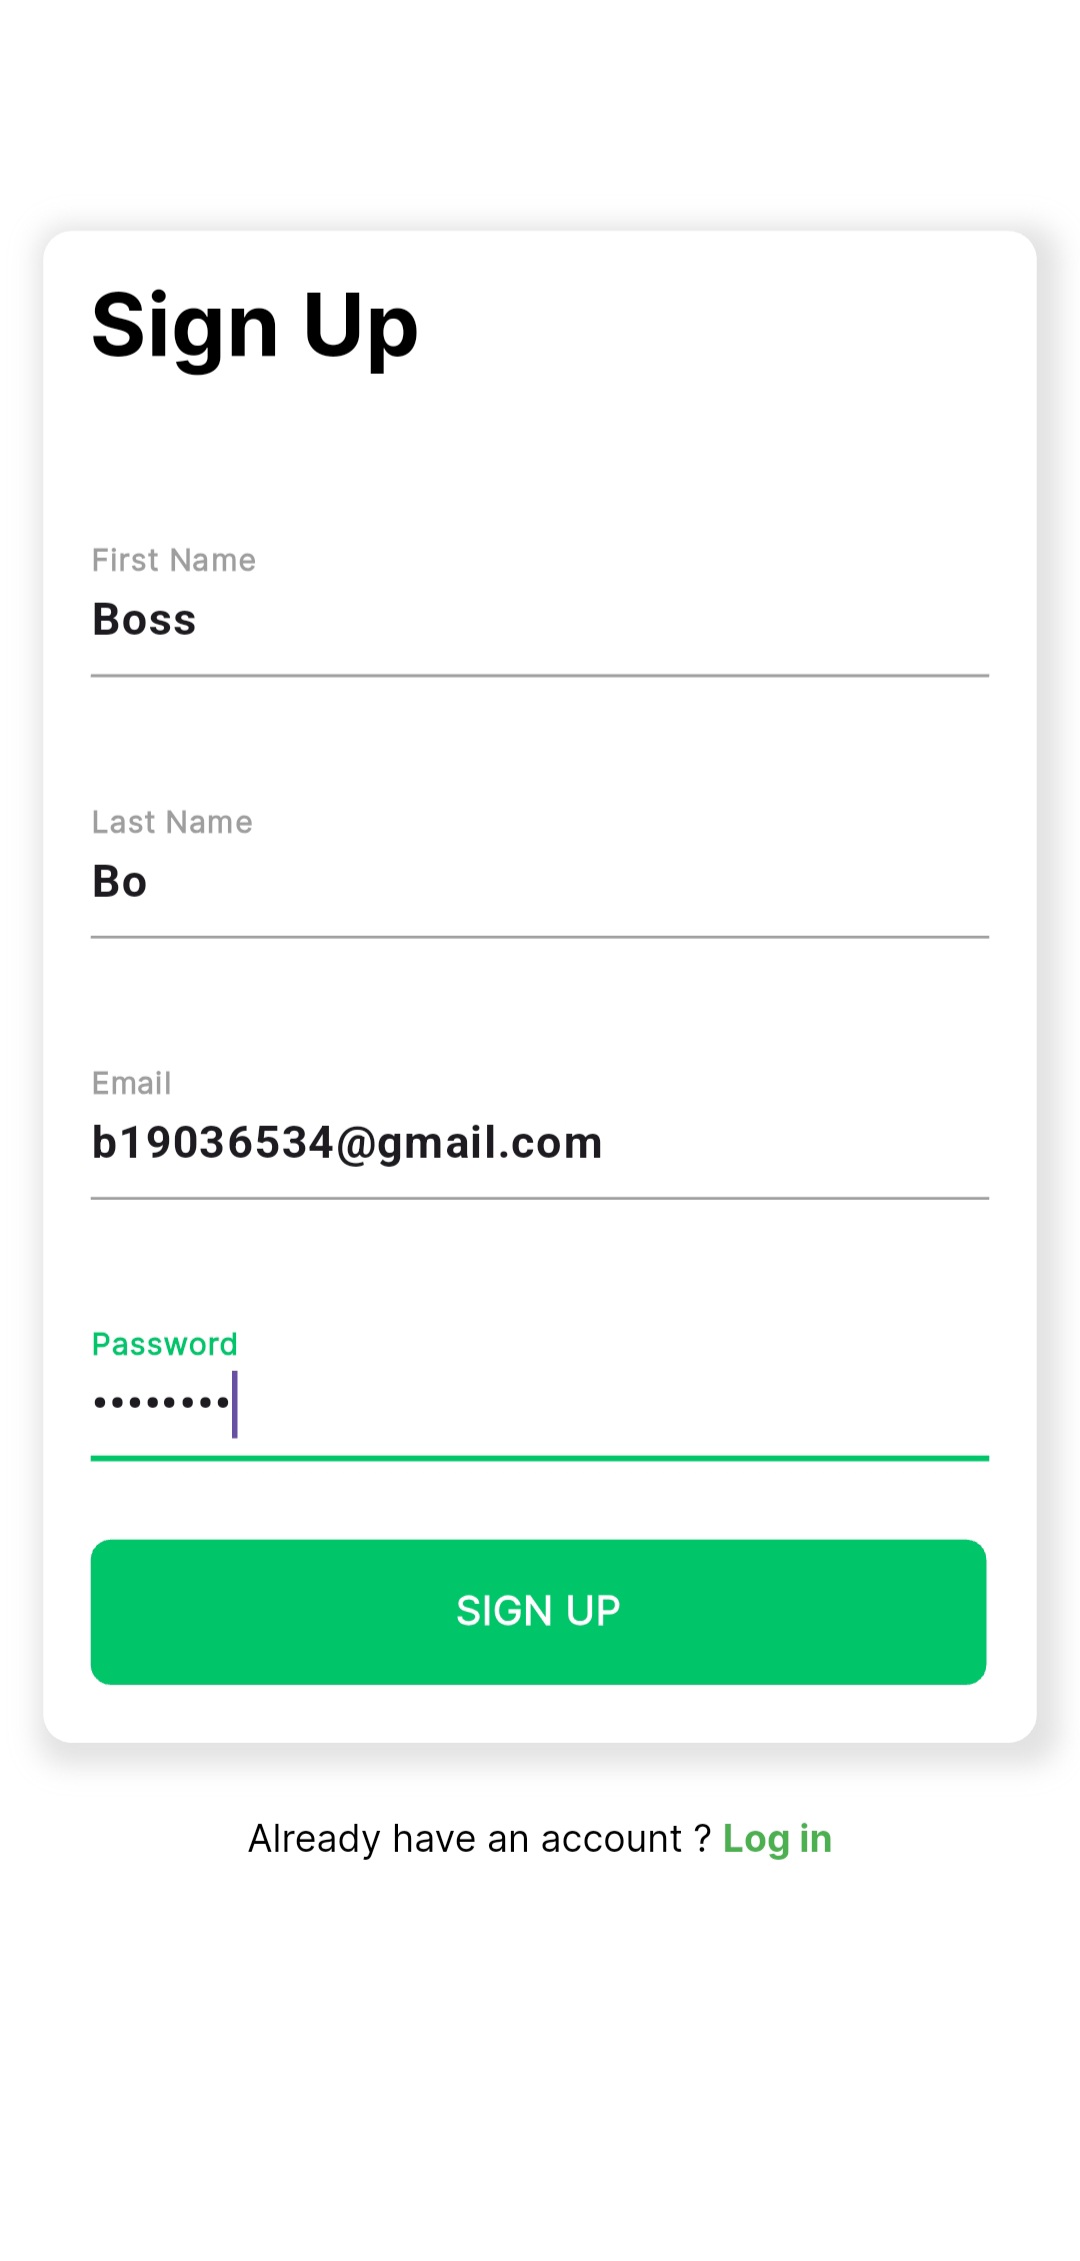 Sign Up
First Name
Boss
Last Name
Bo
Email
b19036534@gmail.com
Password
••••••••
SIGN UP
Already have an account ? Log in